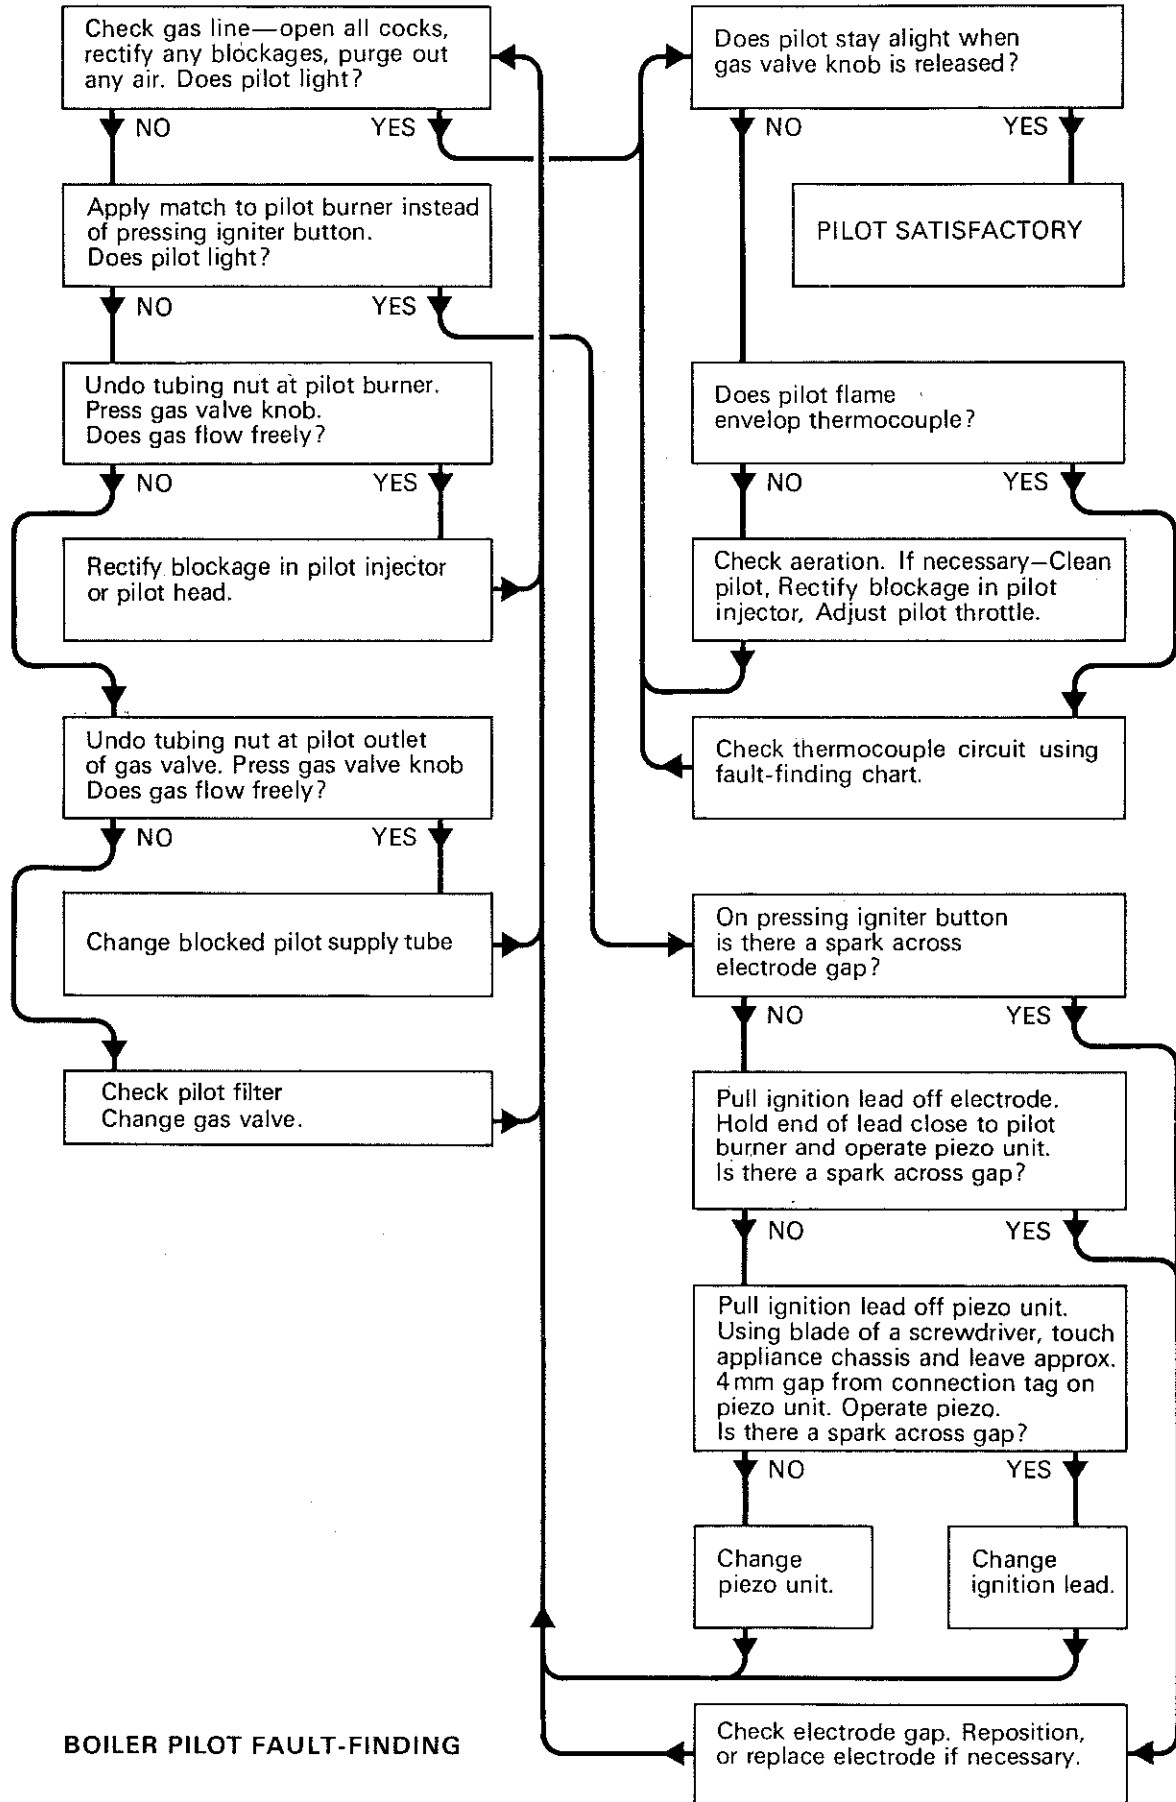 Check gas line—open all cocks,
rectify any blockages, purge out
any air. Does pilot light?
NO
YES
Apply match to pilot burner instead
of pressing igniter button.
Does pilot light?
NO
YES
Undo tubing nut at pilot burner.
Press gas valve knob.
Does gas flow freely?
NO
YES
Rectify blockage in pilot injector
or pilot head.
Undo tubing nut at pilot outlet
of gas valve. Press gas valve knob
Does gas flow freely?
NO
YES
Change blocked pilot supply tube
Check pilot filter
Change gas valve.
Does pilot stay alight when
gas valve knob is released?
NO
YES
PILOT SATISFACTORY
Does pilot flame
envelop thermocouple?
NO
YES
Check aeration. If necessary—Clean
pilot, Rectify blockage in pilot
injector, Adjust pilot throttle.
Check thermocouple circuit using
fault-finding chart.
On pressing igniter button
is there a spark across
electrode gap?
NO
YES
Pull ignition lead off electrode.
Hold end of lead close to pilot
burner and operate piezo unit.
Is there a spark across gap?
NO
YES
Pull ignition lead off piezo unit.
Using blade of a screwdriver, touch
appliance chassis and leave approx.
4mm gap from connection tag on
piezo unit. Operate piezo.
Is there a spark across gap?
NO
YES
Change
piezo unit.
Change
ignition lead.
Check electrode gap. Reposition,
or replace electrode if necessary.
BOILER PILOT FAULT-FINDING